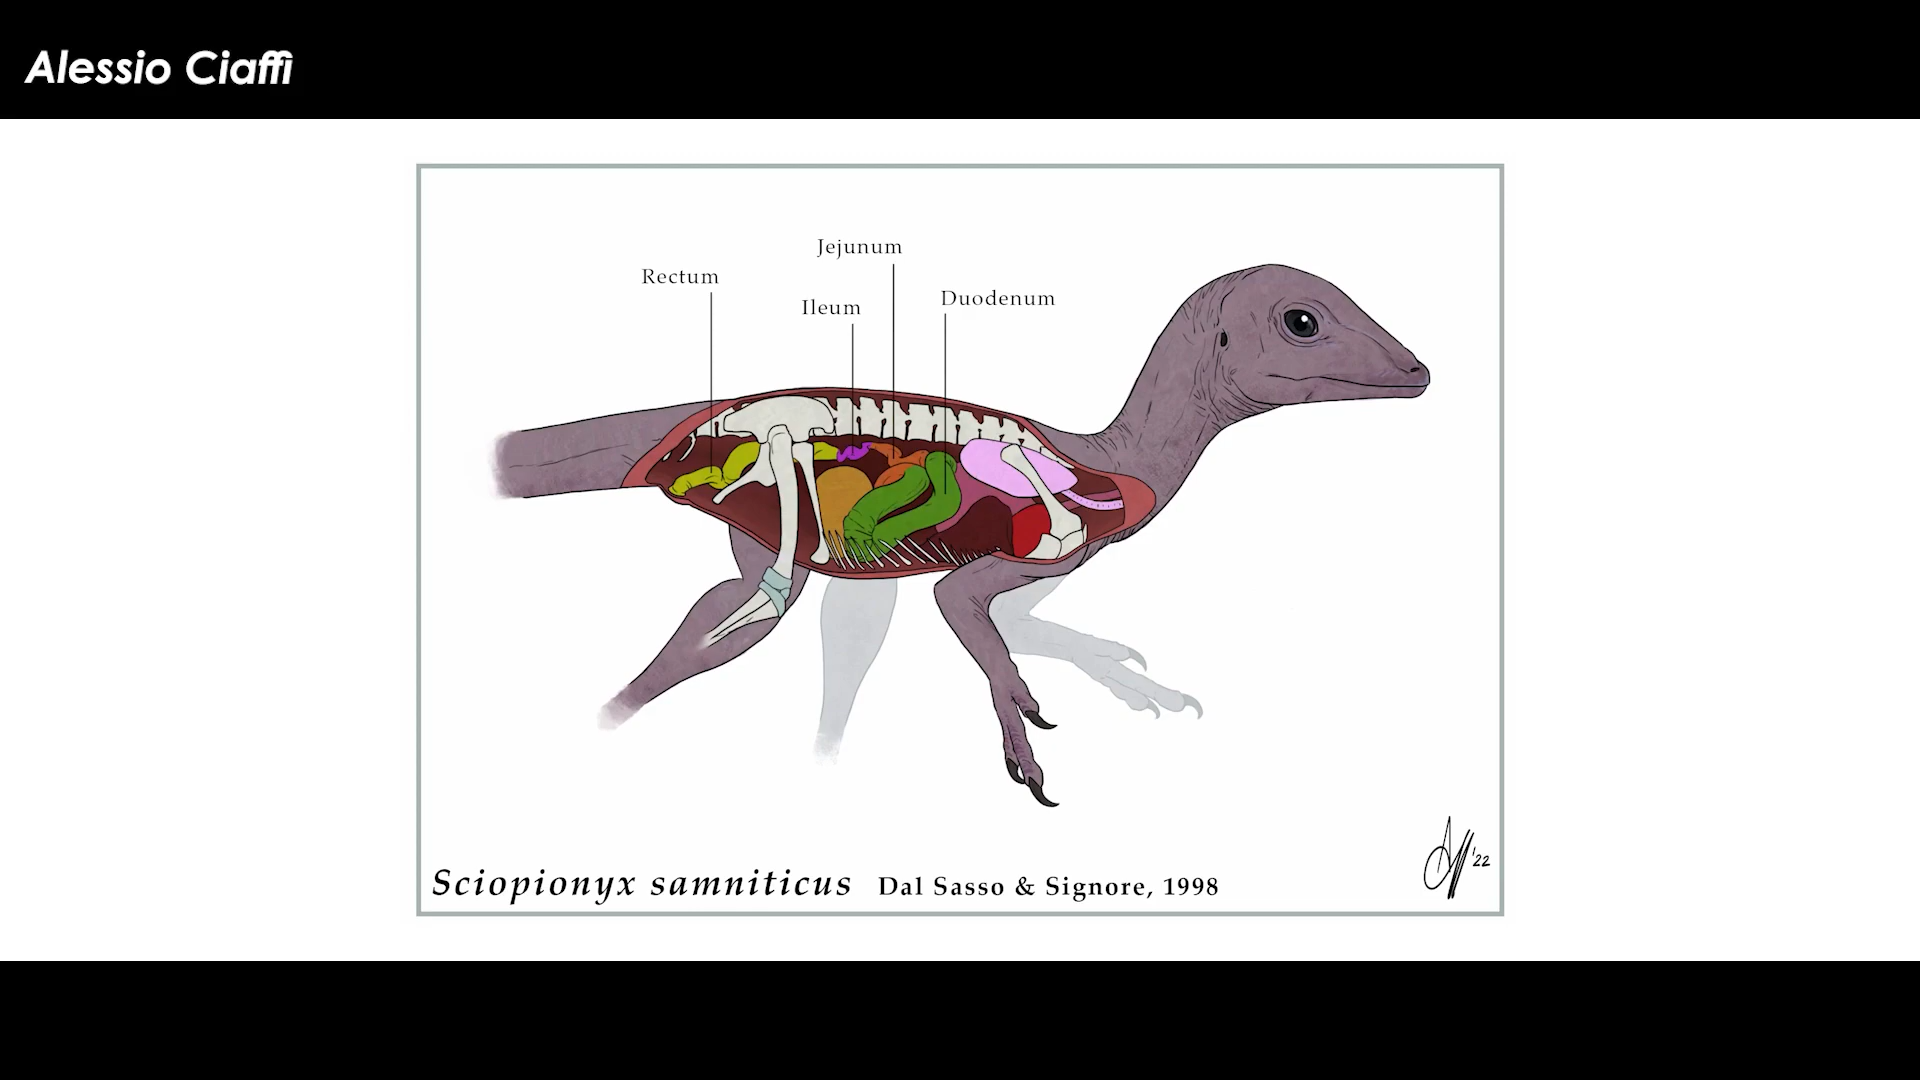 Alessio Ciaffi
Jejunum
Rectum
Duodenum
Ileum
Sciopionyx samniticus Dal Sasso & Signore, 1998
'22